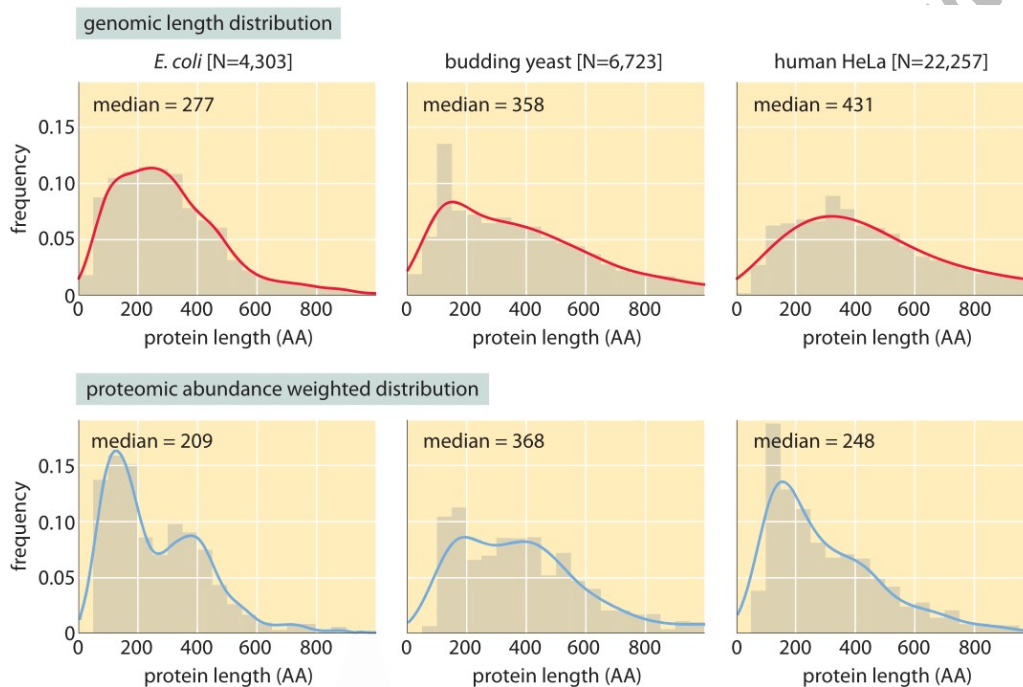 genomic length distribution
E. coli [N=4,303]
budding yeast [N=6,723]
human HeLa [N=22,257]
median = 277
median = 358
median = 431
frequency
0.15
0.10
0.05
0
0 200 400 600 800
0 200 400 600 800
0 200 400 600 800
protein length (AA)
protein length (AA)
protein length (AA)
proteomic abundance weighted distribution
median = 209
median = 368
median = 248
frequency
0.15
0.10
0.05
0
0 200 400 600 800
0 200 400 600 800
0 200 400 600 800
protein length (AA)
protein length (AA)
protein length (AA)